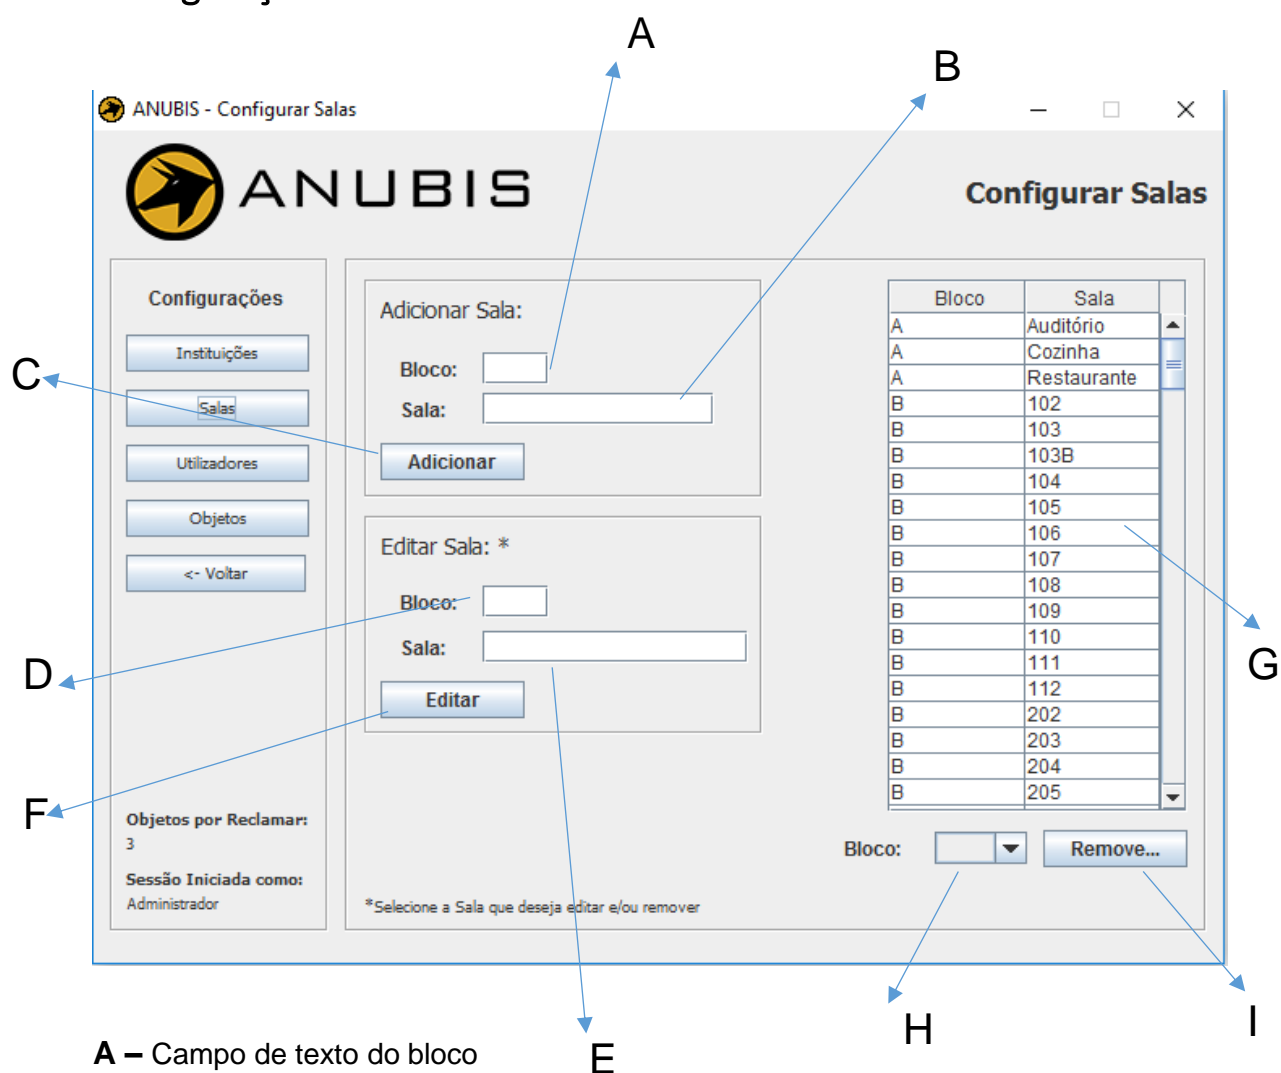 A
B
ANUBIS - Configurar Salas
ANUBIS
Configurar Salas
Configurações
Instituições
Salas
Utilizadores
Objetos
<- Voltar
Objetos por Reclamar:
3
Sessão Iniciada como:
Administrador
Adicionar Sala:
Bloco:
Sala:
Adicionar
Editar Sala: *
Bloco:
Sala:
Editar
*Selecione a Sala que deseja editar e/ou remover
Bloco Sala
A Auditório
A Cozinha
A Restaurante
B 102
B 103
B 103B
B 104
B 105
B 106
B 107
B 108
B 109
B 110
B 111
B 112
B 202
B 203
B 204
B 205
Bloco:
Remove...
C
D
F
G
H
I
E
A – Campo de texto do bloco